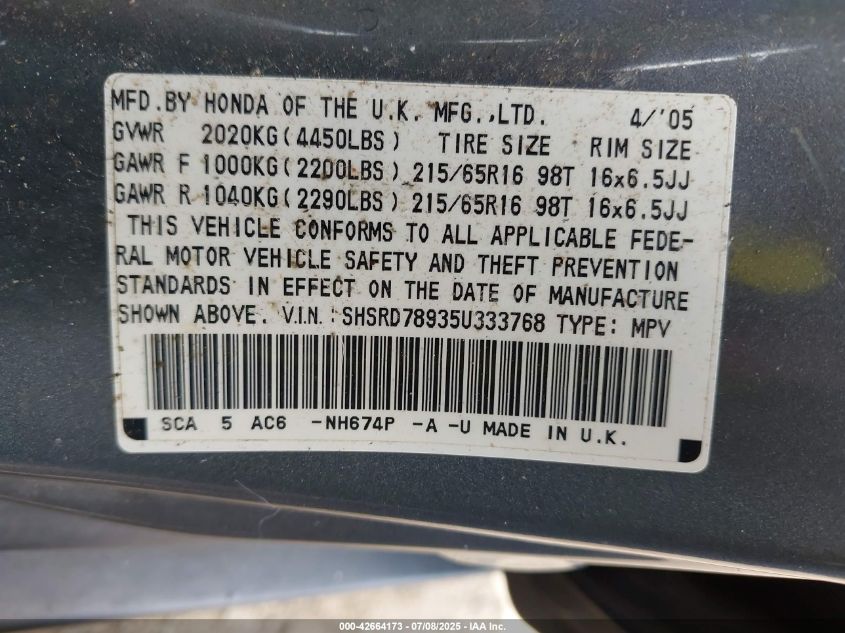 MFD.BY HONDA OF THE U.K. MFG.,LTD. 4/'05
GVWR 2020KG(4450LBS) TIRE SIZE RIM SIZE
GAWR F 1000KG(2200LBS) 215/65R16 98T 16x6.5JJ
GAWR R 1040KG(2290LBS) 215/65R16 98T 16x6.5JJ
THIS VEHICLE CONFORMS TO ALL APPLICABLE FEDE-
RAL MOTOR VEHICLE SAFETY AND THEFT PREVENTION
STANDARDS IN EFFECT ON THE DATE OF MANUFACTURE
SHOWN ABOVE. V.I.N.:SHSRD78935U333768 TYPE: MPV
SCA 5 AC6 -NH674P -A -U MADE IN U.K.
000-42664173 - 07/08/2025 - IAA Inc.